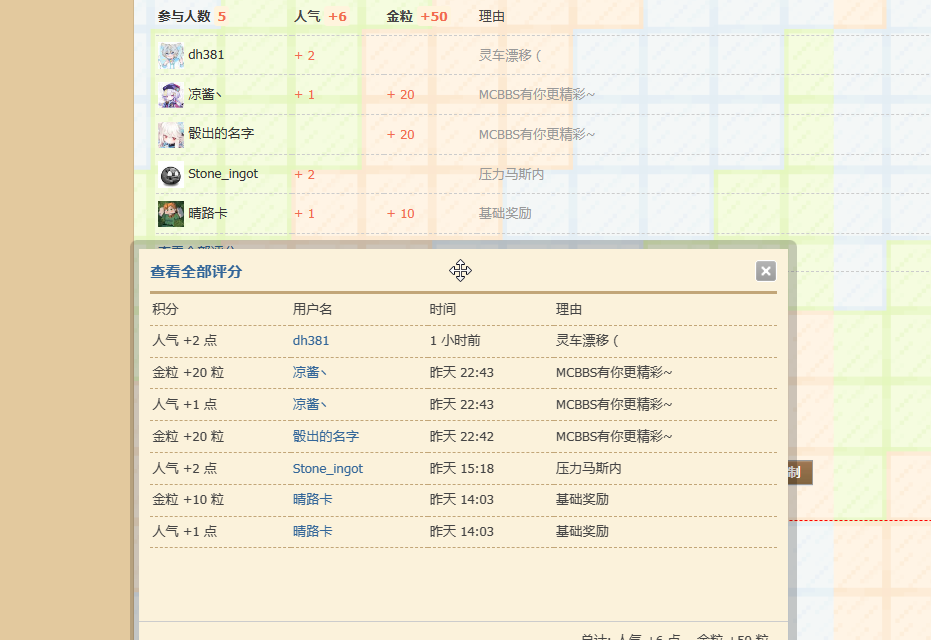 参与人数 5 人气 +6 金粒 +50 理由
dh381 + 2 灵车漂移 (
凉酱丶 + 1 + 20 MCBBS有你更精彩~
骰出的名字 + 20 MCBBS有你更精彩~
Stone_ingot + 2 压力马斯内
晴路卡 + 1 + 10 基础奖励
查看全部评分
查看全部评分
积分 用户名 时间 理由
人气 +2 点 dh381 1 小时前 灵车漂移 (
金粒 +20 粒 凉酱丶 昨天 22:43 MCBBS有你更精彩~
人气 +1 点 凉酱丶 昨天 22:43 MCBBS有你更精彩~
金粒 +20 粒 骰出的名字 昨天 22:42 MCBBS有你更精彩~
人气 +2 点 Stone_ingot 昨天 15:18 压力马斯内
制
金粒 +10 粒 晴路卡 昨天 14:03 基础奖励
人气 +1 点 晴路卡 昨天 14:03 基础奖励
总计: 人气 +6 点 金粒 +50 粒